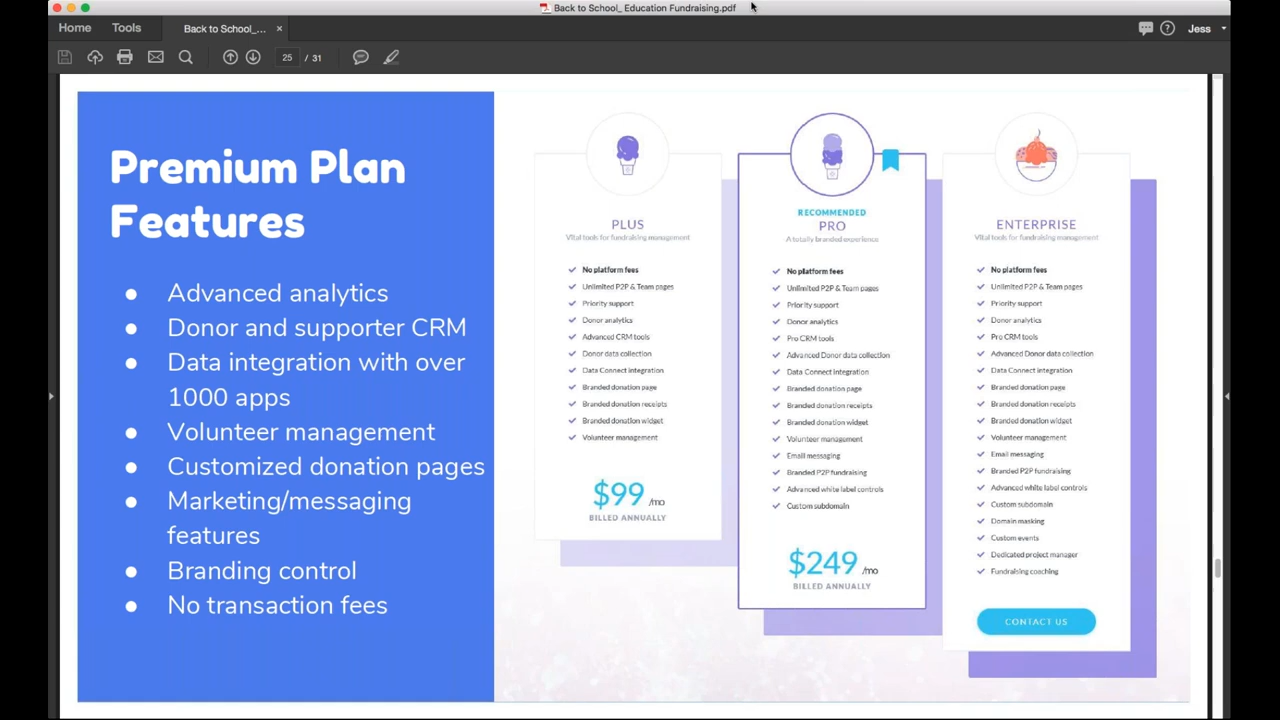 Back to School_ Education Fundraising.pdf
Home
Tools
Back to School_...
×
?
Jess
25 / 31
Premium Plan
Features
● Advanced analytics
● Donor and supporter CRM
● Data integration with over
1000 apps
● Volunteer management
● Customized donation pages
● Marketing/messaging
features
● Branding control
● No transaction fees
PLUS
Vital tools for fundraising management
No platform fees
Unlimited P2P & Team pages
Priority support
Donor analytics
Advanced CRM tools
Donor data collection
Data Connect integration
Branded donation page
Branded donation receipts
Branded donation widget
Volunteer management
$99 /mo
BILLED ANNUALLY
RECOMMENDED
PRO
A totally branded experience
No platform fees
Unlimited P2P & Team pages
Priority support
Donor analytics
Pro CRM tools
Advanced Donor data collection
Data Connect integration
Branded donation page
Branded donation receipts
Branded donation widget
Volunteer management
Email messaging
Branded P2P fundraising
Advanced white label controls
Custom subdomain
$249 /mo
BILLED ANNUALLY
ENTERPRISE
Vital tools for fundraising management
No platform fees
Unlimited P2P & Team pages
Priority support
Donor analytics
Pro CRM tools
Advanced Donor data collection
Data Connect integration
Branded donation page
Branded donation receipts
Branded donation widget
Volunteer management
Email messaging
Branded P2P fundraising
Advanced white label controls
Custom subdomain
Domain masking
Custom events
Dedicated project manager
Fundraising coaching
CONTACT US